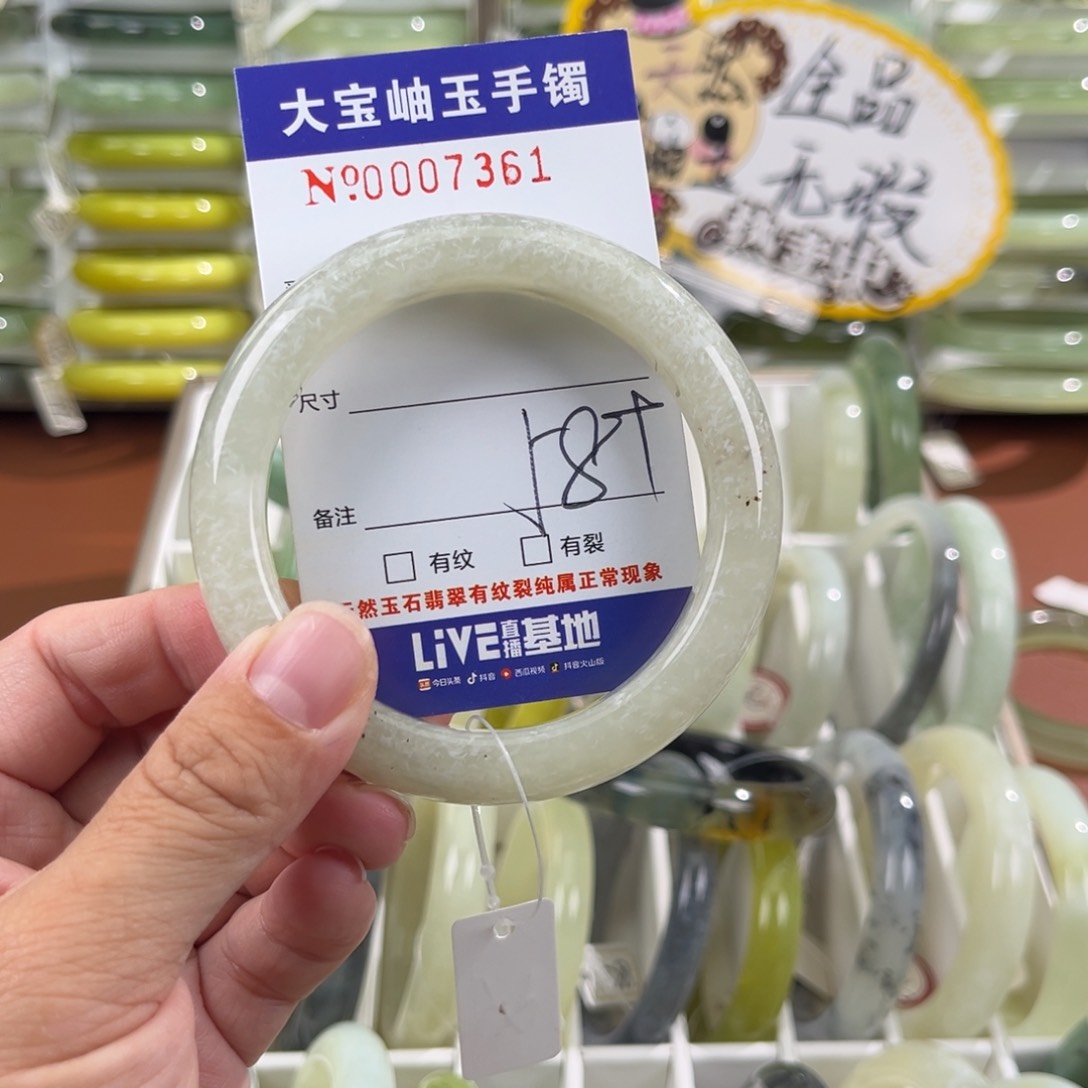 大宝岫玉手镯
No.0007361
尺寸
备注
有纹
有裂
天然玉石翡翠有纹裂纯属正常现象
LiVE直播基地
今日头条 抖音 西瓜视频 抖音火山版
全品
无瑕